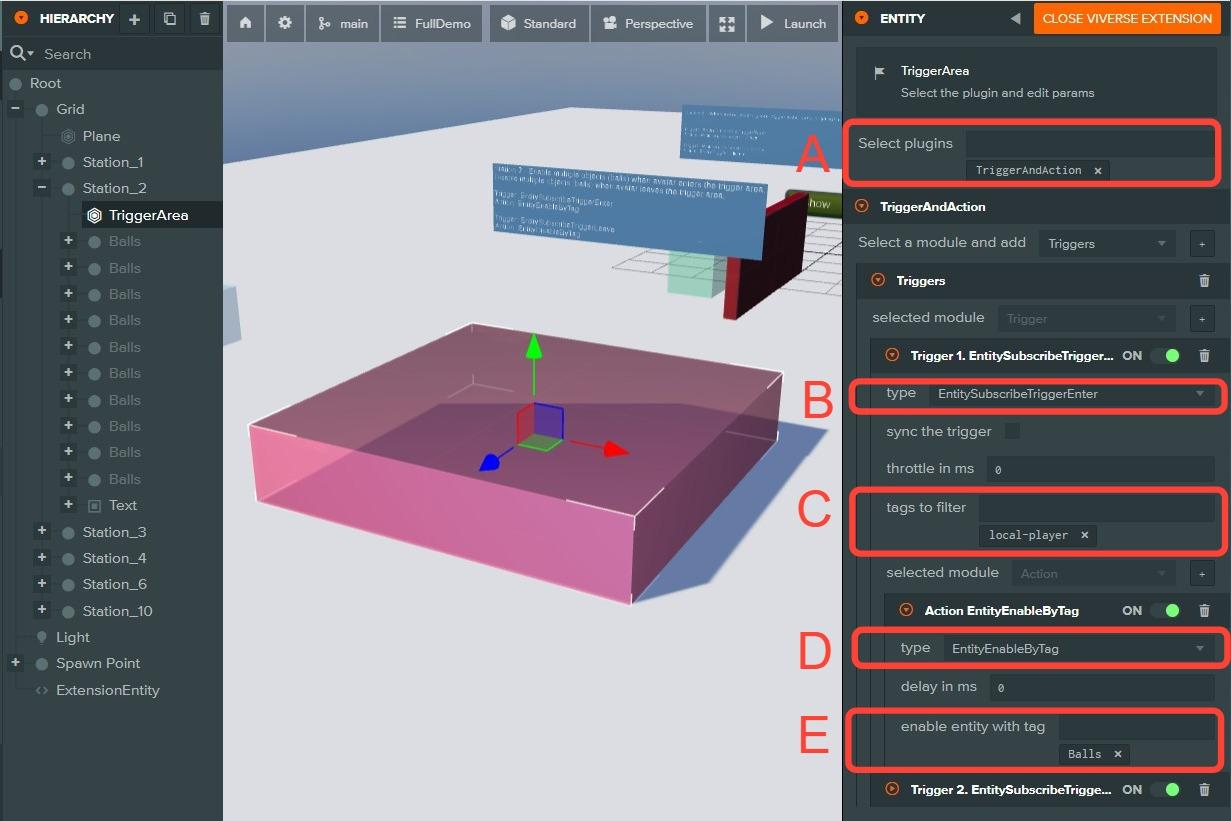 HIERARCHY
Search
Root
Grid
Plane
Station_1
Station_2
TriggerArea
Balls
Balls
Balls
Balls
Balls
Balls
Balls
Balls
Balls
Balls
Text
Station_3
Station_4
Station_6
Station_10
Light
Spawn Point
ExtensionEntity
main
FullDemo
Standard
Perspective
Launch
Station 2 : Enable multiple objects (balls) when avatar enters the trigger area.
Disable multiple objects (balls) when avatar leaves the trigger area.
Trigger: EntitySubscribeTriggerEnter
Action: EntityEnableByTag
Trigger: EntitySubscribeTriggerLeave
Action: EntityDisableByTag
how
ENTITY
CLOSE VIVERSE EXTENSION
TriggerArea
Select the plugin and edit params
A
Select plugins
TriggerAndAction ×
TriggerAndAction
Select a module and add Triggers +
Triggers
selected module Trigger +
Trigger 1. EntitySubscribeTrigger... ON
B
type EntitySubscribeTriggerEnter
sync the trigger
throttle in ms 0
C
tags to filter
local-player ×
selected module Action +
Action EntityEnableByTag ON
D
type EntityEnableByTag
delay in ms 0
E
enable entity with tag
Balls ×
Trigger 2. EntitySubscribeTrigge... ON